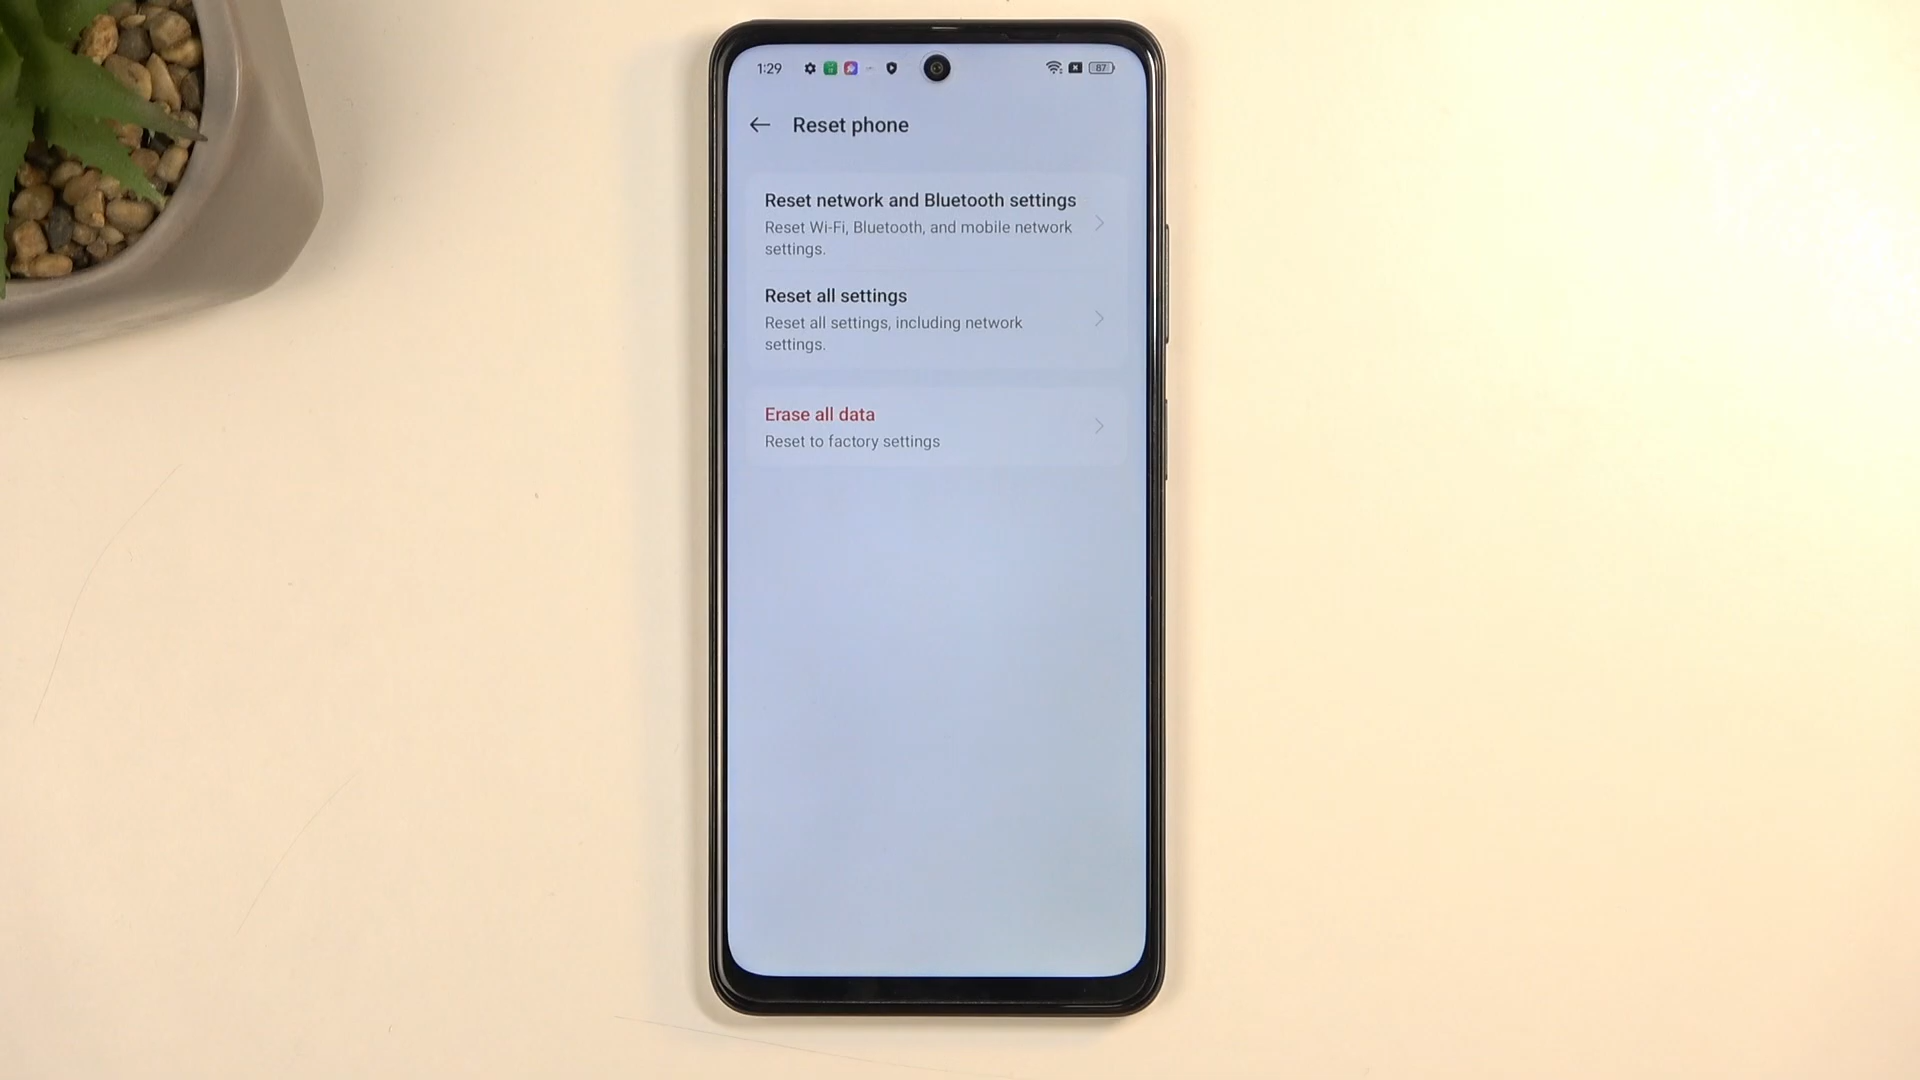 1:29 87
Reset phone
Reset network and Bluetooth settings
Reset Wi-Fi, Bluetooth, and mobile network
settings.
Reset all settings
Reset all settings, including network
settings.
Erase all data
Reset to factory settings